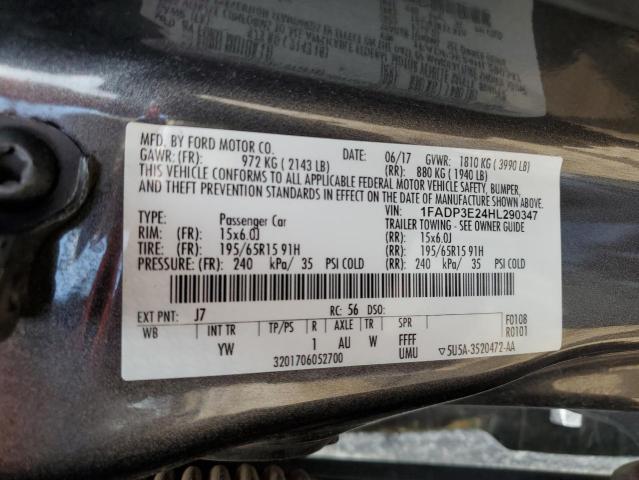 MFD. BY FORD MOTOR CO.
DATE: 06/17 GVWR: 1810 KG ( 3990 LB)
GAWR: (FR): 972 KG ( 2143 LB) (RR): 880 KG ( 1940 LB)
THIS VEHICLE CONFORMS TO ALL APPLICABLE FEDERAL MOTOR VEHICLE SAFETY, BUMPER,
AND THEFT PREVENTION STANDARDS IN EFFECT ON THE DATE OF MANUFACTURE SHOWN ABOVE.
VIN: 1FADP3E24HL290347
TYPE: Passenger Car TRAILER TOWING - SEE OWNER GUIDE
RIM: (FR): 15x6.0J (RR): 15x6.0J
TIRE: (FR): 195/65R15 91H (RR): 195/65R15 91H
PRESSURE: (FR): 240 kPa/ 35 PSI COLD (RR): 240 kPa/ 35 PSI COLD
EXT PNT: J7 RC: 56 DSO: F0108
WB INT TR TP/PS R AXLE TR SPR R0101
YW 1 AU W FFFF
3201706052700 UMU 5U5A-3520472-AA